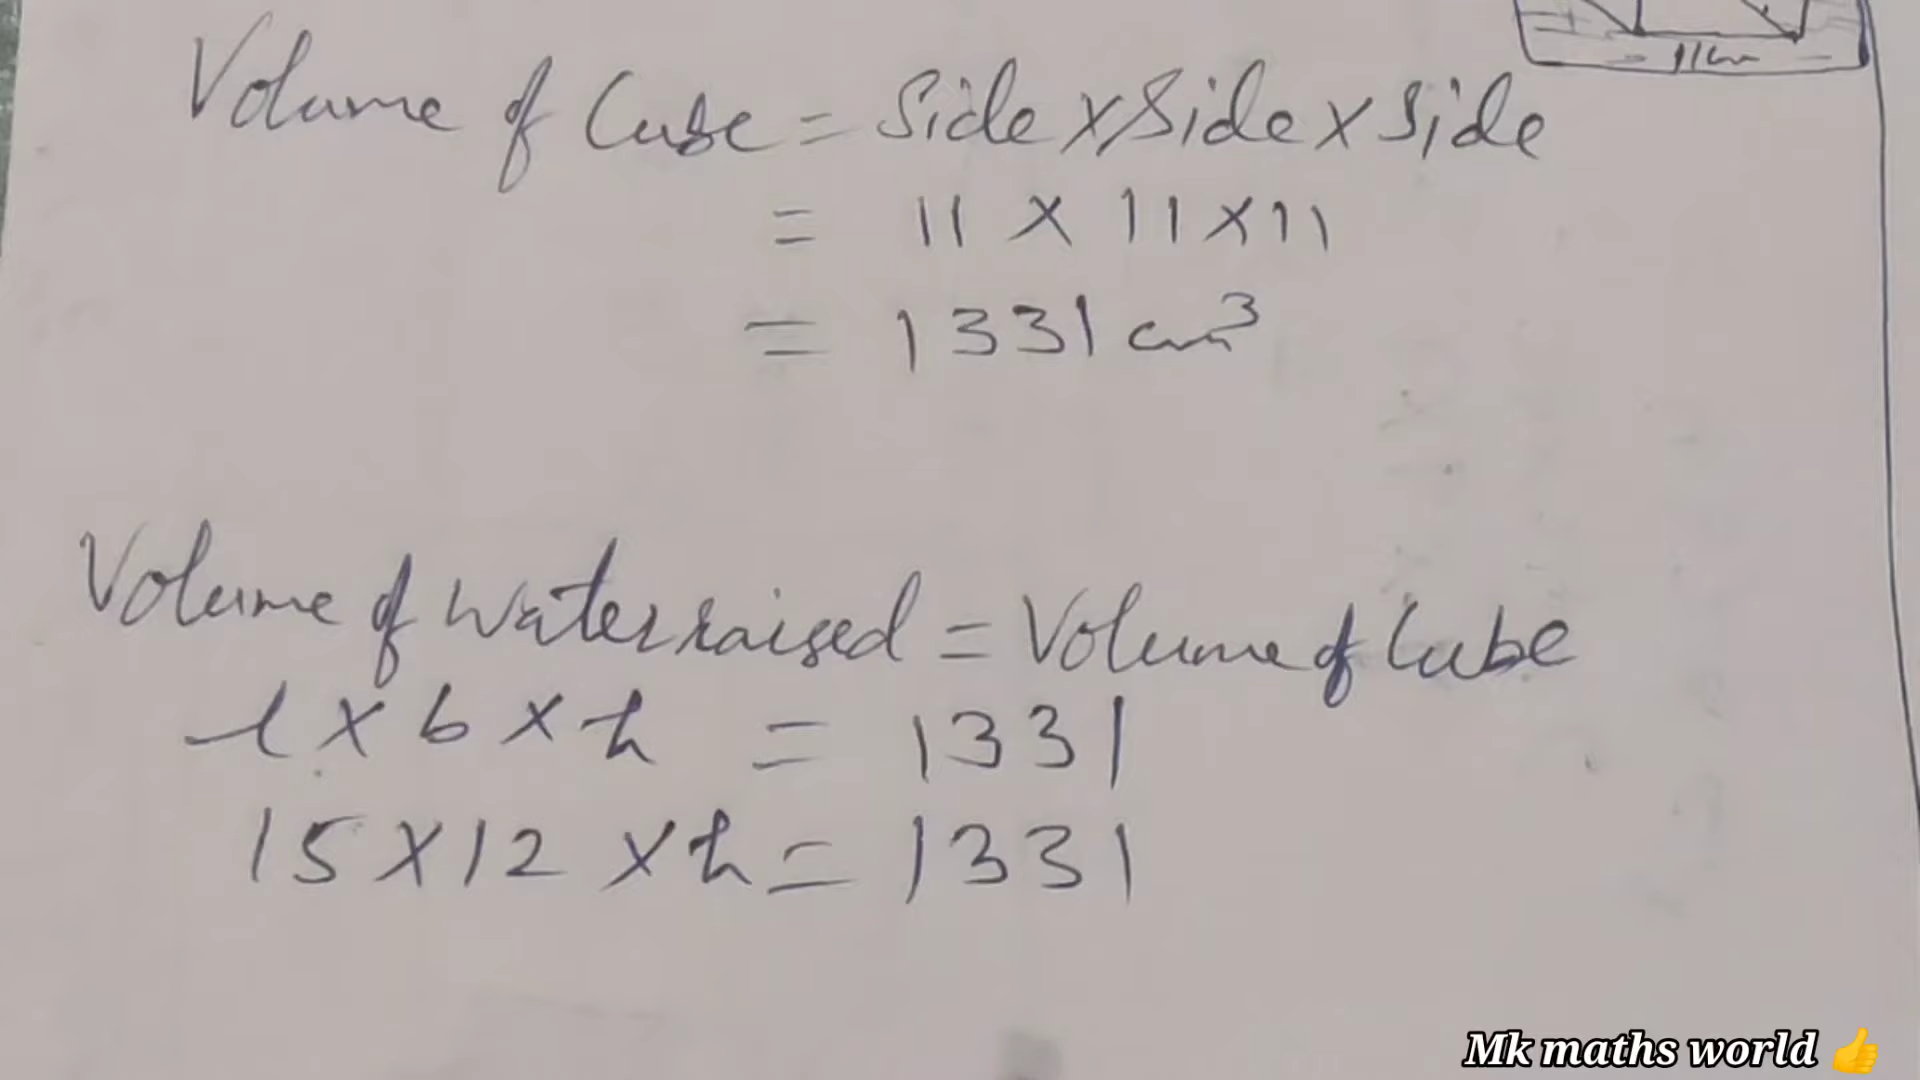 11cm
Volume of Cube = Side x Side x Side
= 11 x 11 x 11
= 1331 cm³
Volume of water raised = Volume of Cube
l x b x h = 1331
15 x 12 x h = 1331
Mk maths world 👍